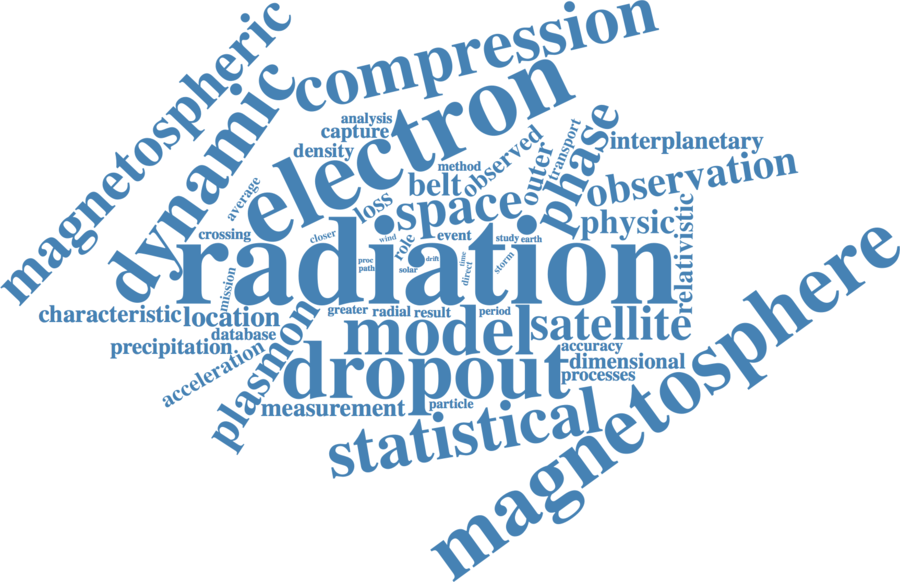 magnetospheric
compression
dynamic
electron
analysis
capture
density
method
observed
outer
transport
phase
interplanetary
observation
average
loss
belt
space
physic
relativistic
crossing
closer
wind
role
event
study
earth
radiation
proc
path
solar
drift
time
direct
storm
mission
characteristic
location
greater
radial
result
period
model
satellite
database
precipitation
acceleration
plasmon
dropout
accuracy
dimensional
processes
measurement
particle
statistical
magnetosphere